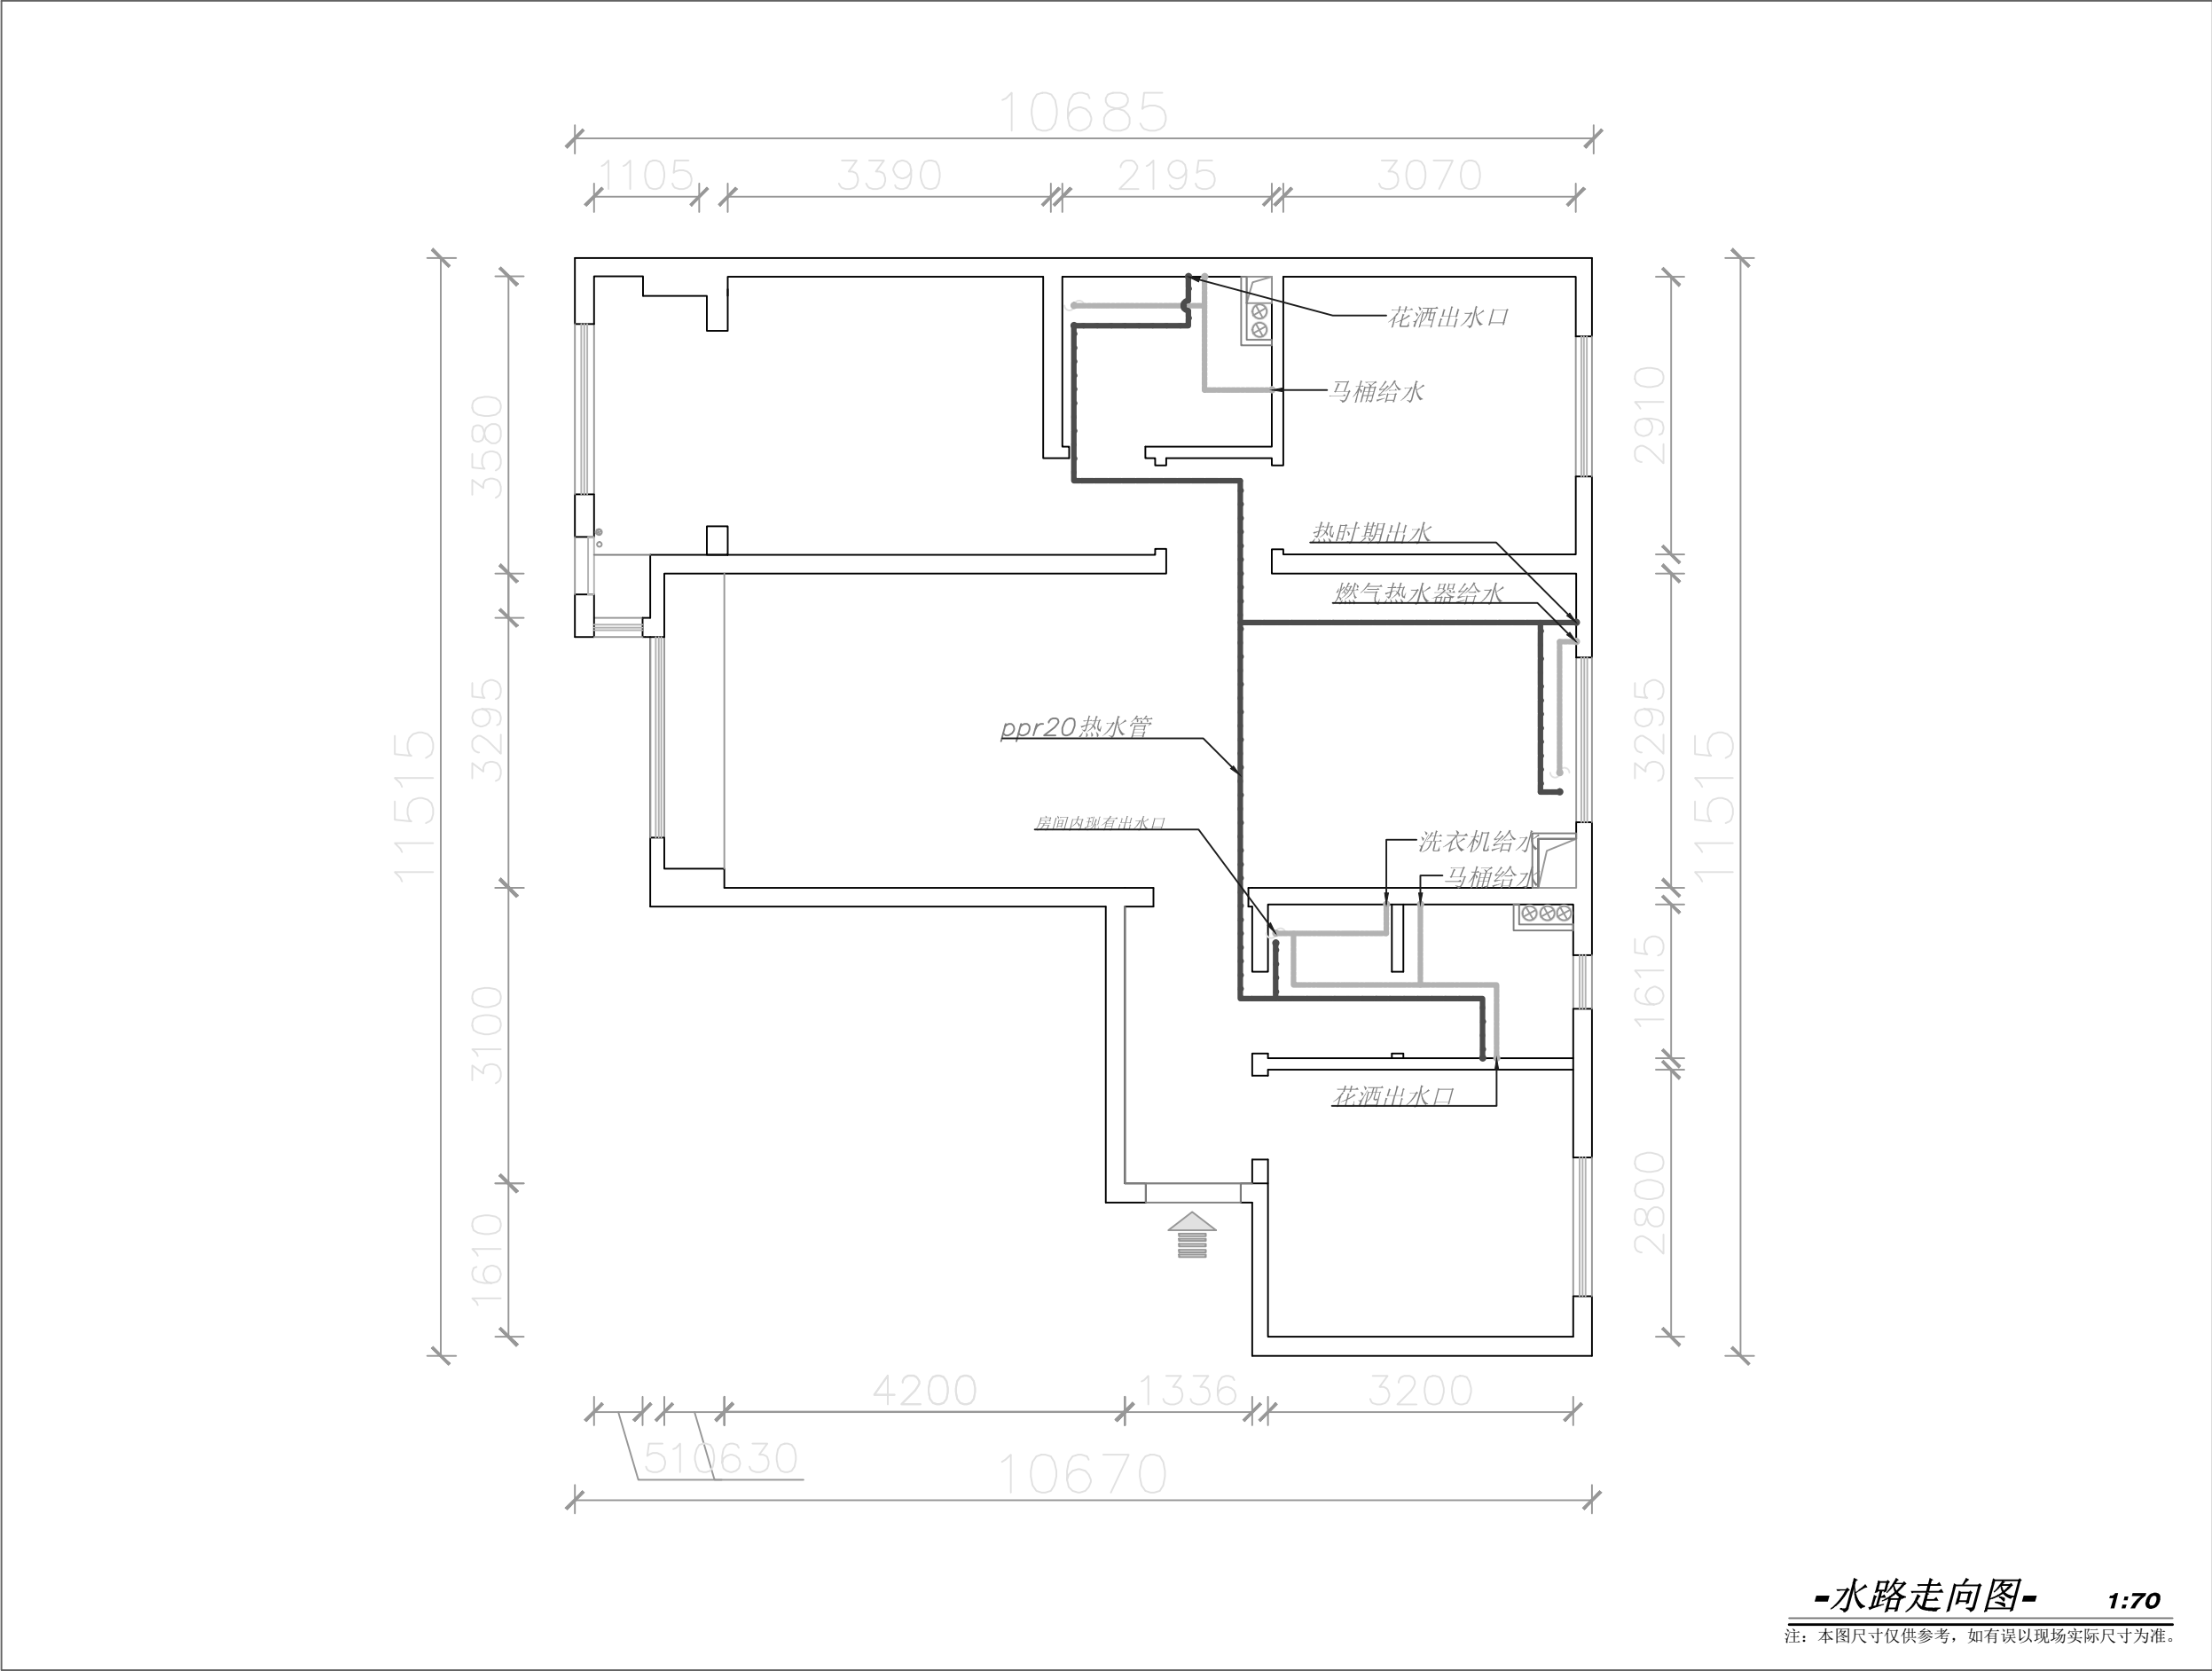 10685
1105 3390 2195 3070
花洒出水口
马桶给水
3580
2910
热时期出水
燃气热水器给水
11515
3295
ppr20热水管
3295
11515
房间内现有出水口
洗衣机给水
马桶给水
3100
1615
花洒出水口
1610
2800
4200 1336 3200
510630
10670
-水路走向图- 1:70
注：本图尺寸仅供参考，如有误以现场实际尺寸为准。